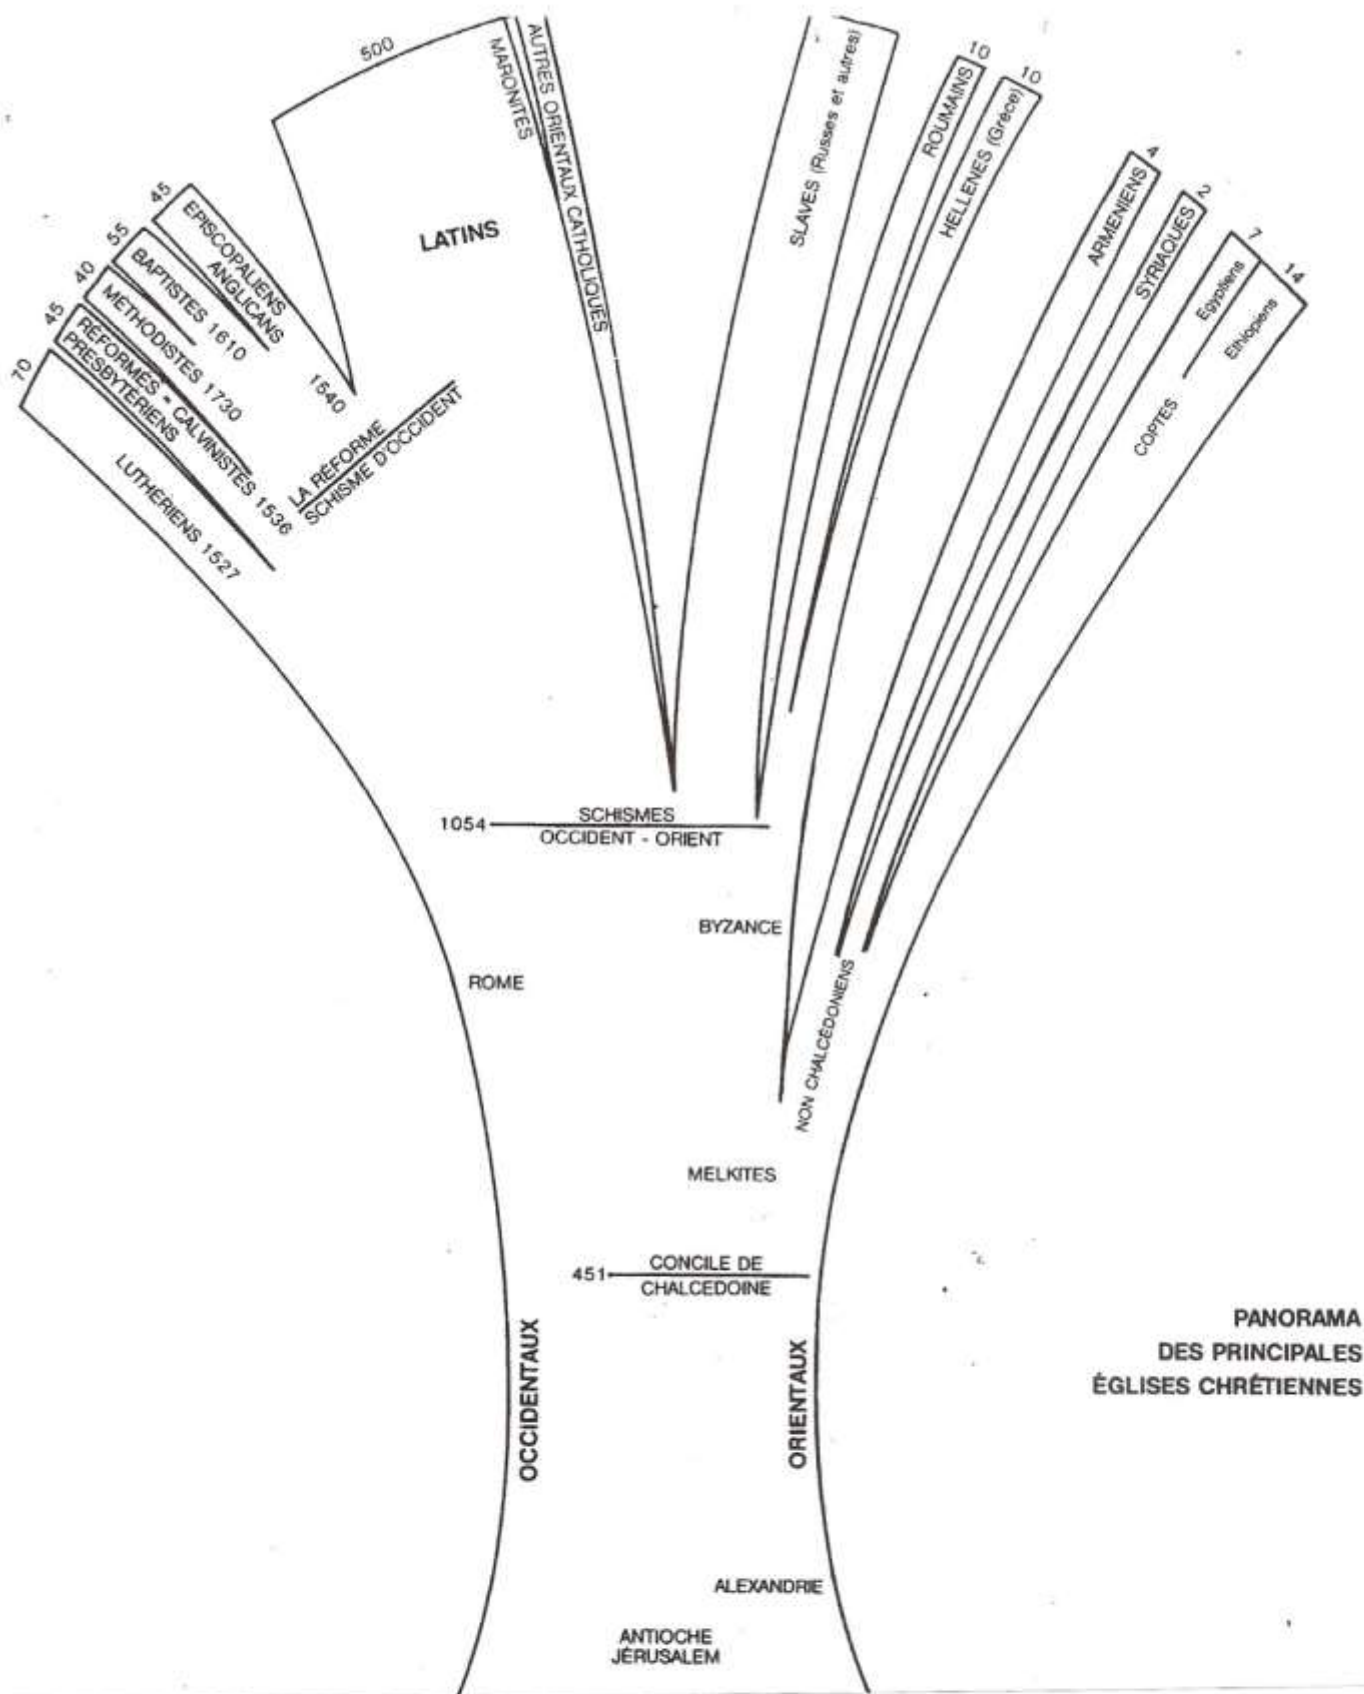 500
MARONITES
AUTRES ORIENTAUX CATHOLIQUES
SLAVES (Russes et autres)
10
ROUMAINS
10
HELLENES (Grèce)
4
ARMENIENS
2
SYRIAQUES
7
Egyptiens
14
Ethiopiens
COPTES
LATINS
45
EPISCOPALIENS
ANGLICANS
1540
55
BAPTISTES 1610
40
MÉTHODISTES 1730
45
RÉFORMÉS - CALVINISTES 1536
PRESBYTÉRIENS
70
LUTHERIENS 1527
LA RÉFORME
SCHISME D'OCCIDENT
1054
SCHISMES
OCCIDENT - ORIENT
BYZANCE
ROME
NON CHALCÉDONIENS
MELKITES
451
CONCILE DE
CHALCEDOINE
OCCIDENTAUX
ORIENTAUX
PANORAMA
DES PRINCIPALES
ÉGLISES CHRÉTIENNES
ALEXANDRIE
ANTIOCHE
JÉRUSALEM